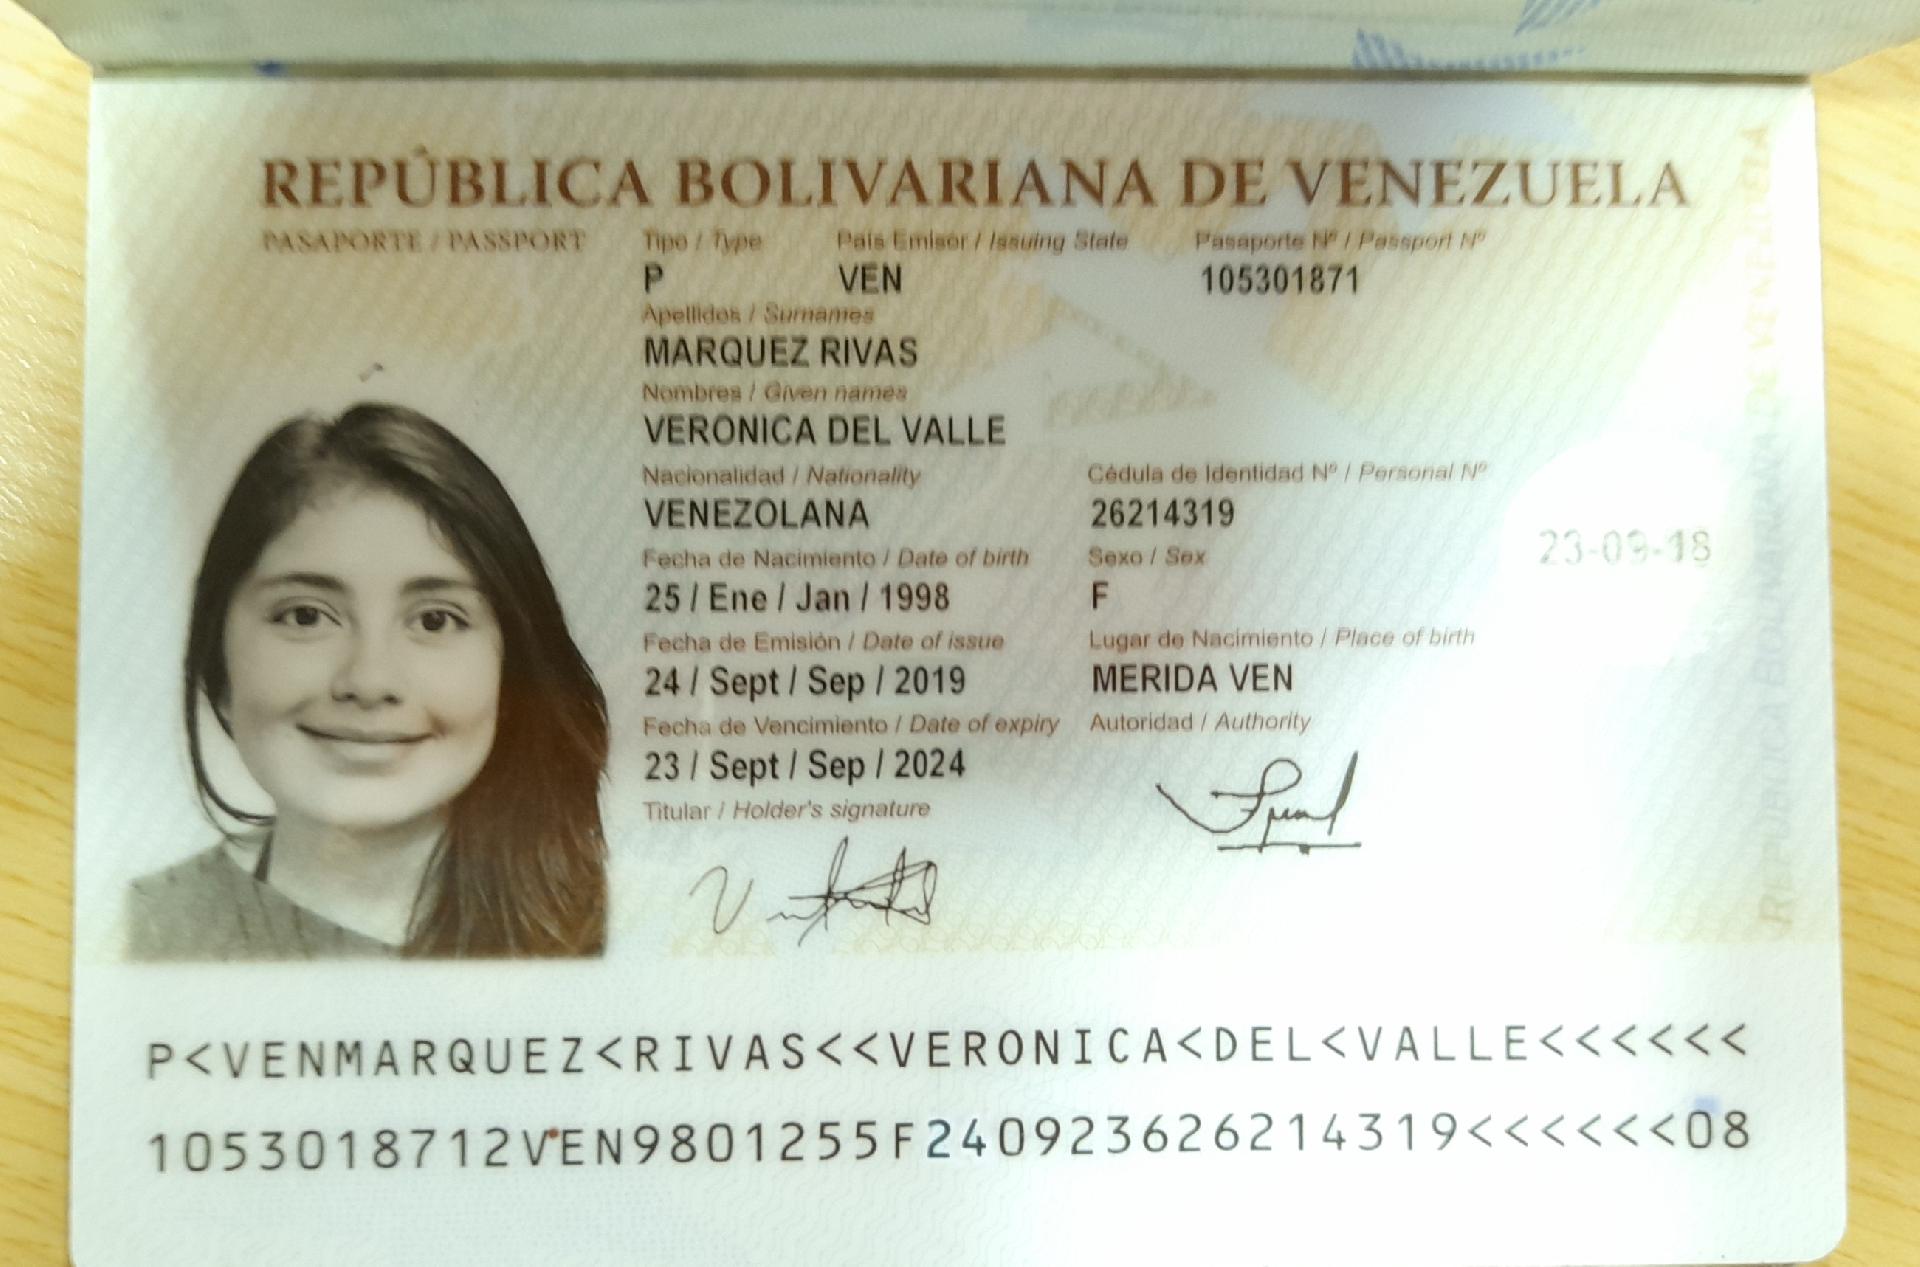 REPÚBLICA BOLIVARIANA DE VENEZUELA
PASAPORTE / PASSPORT
Tipo / Type País Emisor / Issuing State Pasaporte Nº / Passport Nº
P VEN 105301871
Apellidos / Surnames
MARQUEZ RIVAS
Nombres / Given names
VERONICA DEL VALLE
Nacionalidad / Nationality Cédula de Identidad Nº / Personal Nº
VENEZOLANA 26214319
Fecha de Nacimiento / Date of birth Sexo / Sex
25 / Ene / Jan / 1998 F
Fecha de Emisión / Date of issue Lugar de Nacimiento / Place of birth
24 / Sept / Sep / 2019 MERIDA VEN
Fecha de Vencimiento / Date of expiry Autoridad / Authority
23 / Sept / Sep / 2024
Titular / Holder's signature
REPÚBLICA BOLIVARIANA DE VENEZUELA
P<VENMARQUEZ<RIVAS<<VERONICA<DEL<VALLE<<<<<<
1053018712VEN9801255F240923626214319<<<<<<08